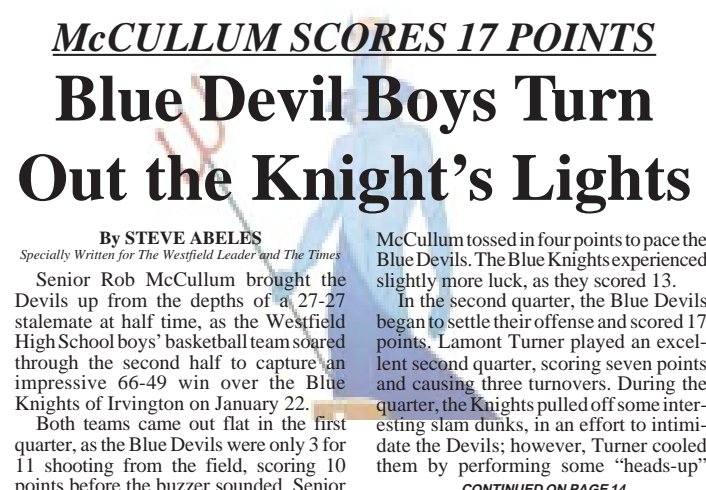 McCULLUM SCORES 17 POINTS
Blue Devil Boys Turn
Out the Knight's Lights
By STEVE ABELES
Specially Written for The Westfield Leader and The Times
Senior Rob McCullum brought the
Devils up from the depths of a 27-27
stalemate at half time, as the Westfield
High School boys' basketball team soared
through the second half to capture an
impressive 66-49 win over the Blue
Knights of Irvington on January 22.
Both teams came out flat in the first
quarter, as the Blue Devils were only 3 for
11 shooting from the field, scoring 10
points before the buzzer sounded. Senior
McCullum tossed in four points to pace the
Blue Devils. The Blue Knights experienced
slightly more luck, as they scored 13.
In the second quarter, the Blue Devils
began to settle their offense and scored 17
points. Lamont Turner played an excel-
lent second quarter, scoring seven points
and causing three turnovers. During the
quarter, the Knights pulled off some inter-
esting slam dunks, in an effort to intimi-
date the Devils; however, Turner cooled
them by performing some “heads-up”
CONTINUED ON PAGE 14